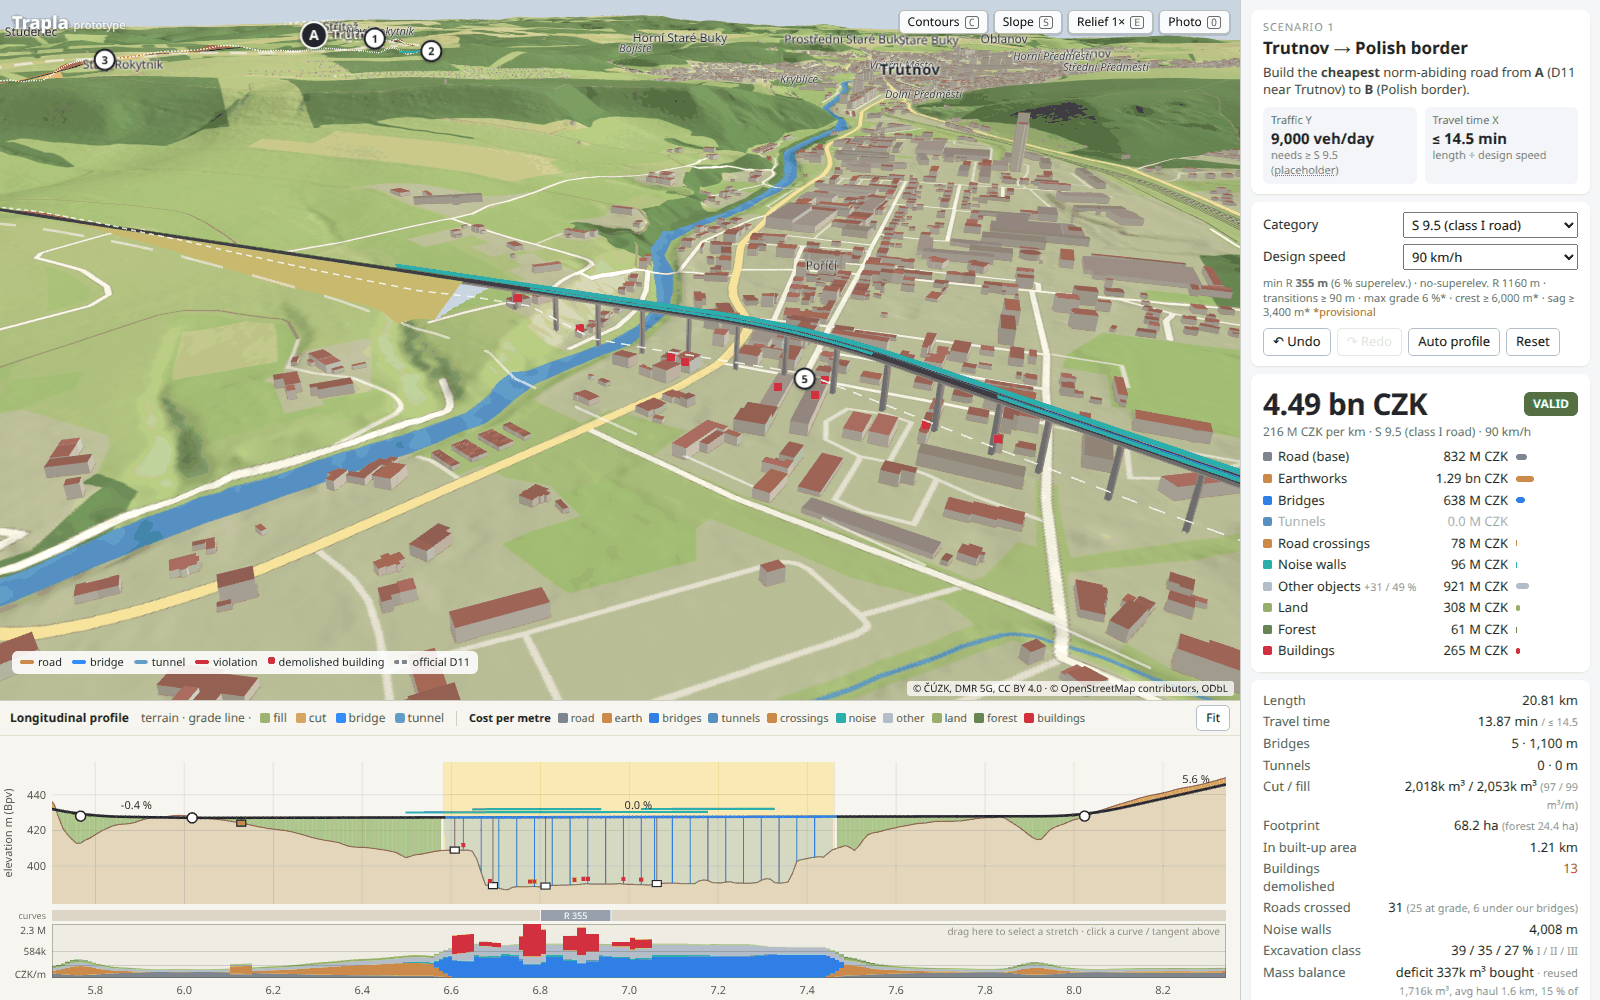 Trapla prototype
Contours C
Slope S
Relief 1× E
Photo O
Studenec
A
1
2
3
Horní Staré Buky
Bojiště
Staré Buky
Oblanov
Horní Předměstí
Střední Předměstí
Kryblice
Trutnov
Dolní Předměstí
Poříčí
5
road
bridge
tunnel
violation
demolished building
official D11
© ČÚZK, DMR 5G, CC BY 4.0 · © OpenStreetMap contributors, ODbL
SCENARIO 1
Trutnov → Polish border
Build the cheapest norm-abiding road from A (D11
near Trutnov) to B (Polish border).
Traffic Y
9,000 veh/day
needs ≥ S 9.5
(placeholder)
Travel time X
≤ 14.5 min
length ÷ design speed
Category
S 9.5 (class I road)
Design speed
90 km/h
min R 355 m (6 % superelev.) · no-superelev. R 1160 m ·
transitions ≥ 90 m · max grade 6 %* · crest ≥ 6,000 m* · sag ≥
3,400 m* *provisional
↶ Undo
↷ Redo
Auto profile
Reset
4.49 bn CZK
VALID
216 M CZK per km · S 9.5 (class I road) · 90 km/h
Road (base) 832 M CZK
Earthworks 1.29 bn CZK
Bridges 638 M CZK
Tunnels 0.0 M CZK
Road crossings 78 M CZK
Noise walls 96 M CZK
Other objects +31 / 49 % 921 M CZK
Land 308 M CZK
Forest 61 M CZK
Buildings 265 M CZK
Length 20.81 km
Travel time 13.87 min / ≤ 14.5
Bridges 5 · 1,100 m
Tunnels 0 · 0 m
Cut / fill 2,018k m³ / 2,053k m³ (97 / 99
m³/m)
Footprint 68.2 ha (forest 24.4 ha)
In built-up area 1.21 km
Buildings
demolished 13
Roads crossed 31 (25 at grade, 6 under our bridges)
Noise walls 4,008 m
Excavation class 39 / 35 / 27 % I / II / III
Mass balance deficit 337k m³ bought · reused
1,716k m³, avg haul 1.6 km, 15 % of
Longitudinal profile terrain · grade line · fill cut bridge tunnel
Cost per metre road earth bridges tunnels crossings noise other land forest buildings
Fit
elevation m (Bpv)
440
420
400
-0.4 %
0.0 %
5.6 %
curves
R 355
2.3 M
584k
CZK/m
drag here to select a stretch · click a curve / tangent above
5.8 6.0 6.2 6.4 6.6 6.8 7.0 7.2 7.4 7.6 7.8 8.0 8.2